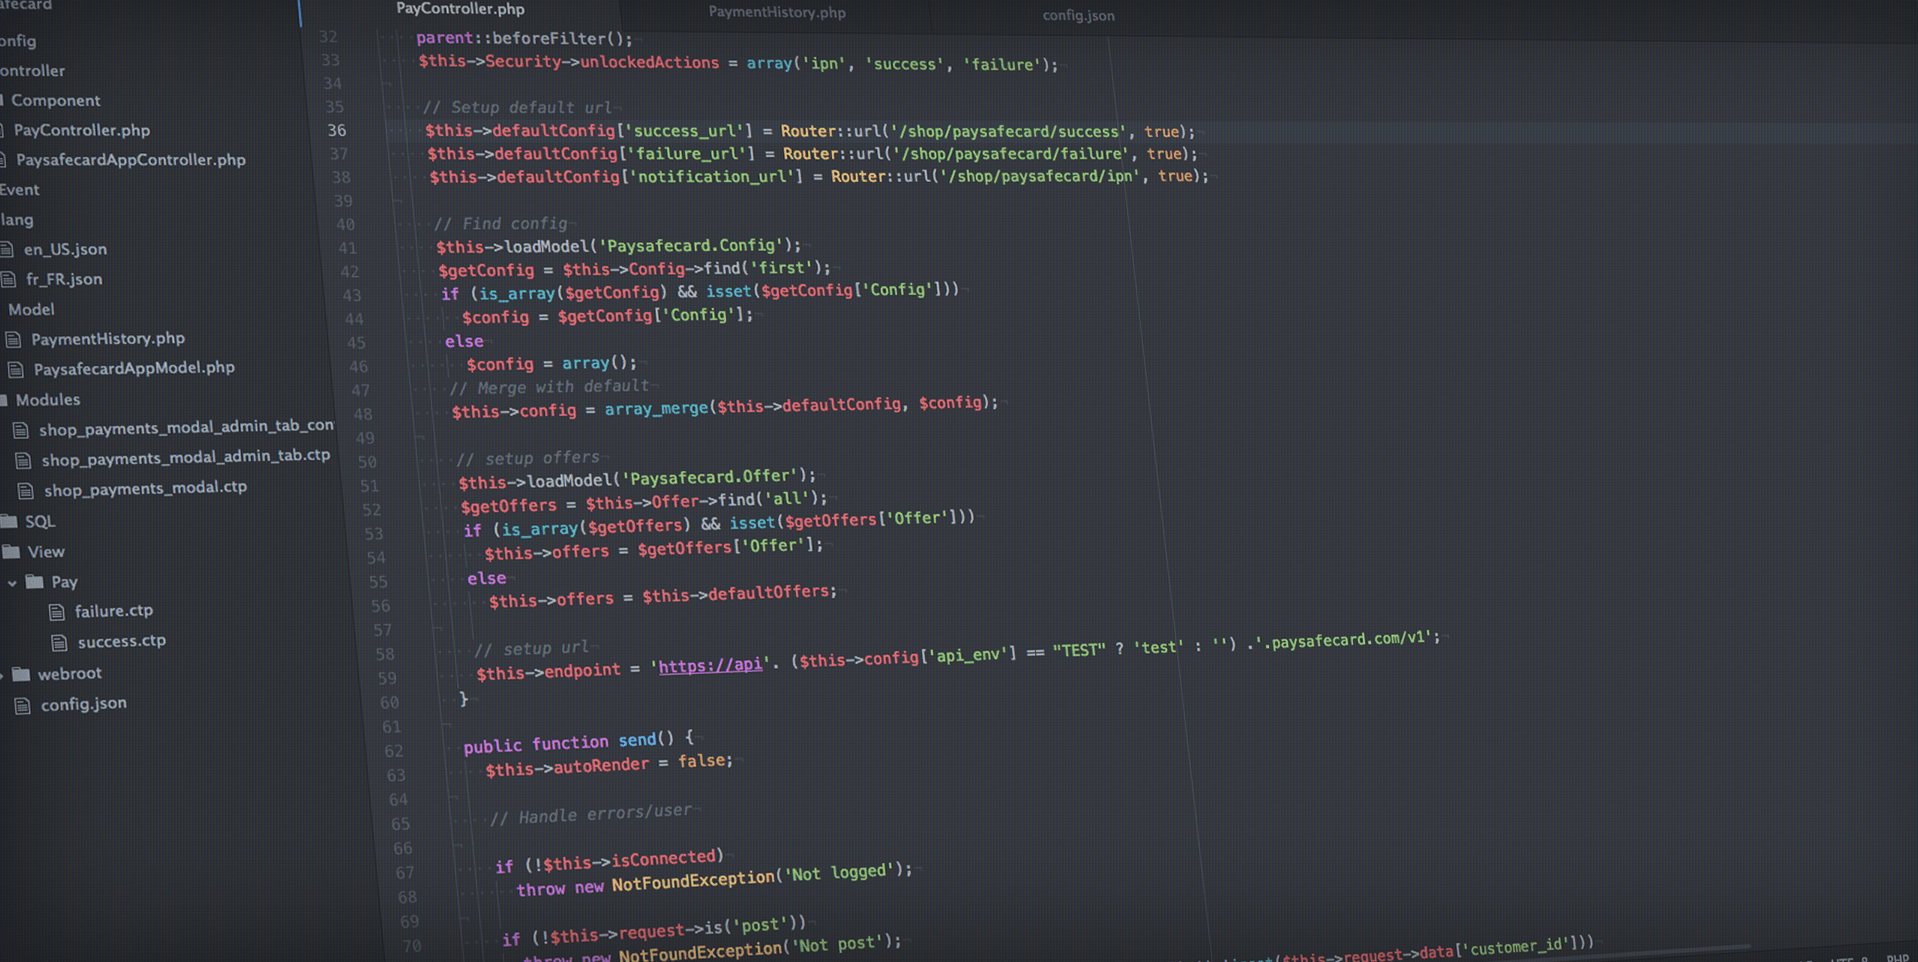 afecard
onfig
ontroller
Component
PayController.php
PaysafecardAppController.php
Event
lang
en_US.json
fr_FR.json
Model
PaymentHistory.php
PaysafecardAppModel.php
Modules
shop_payments_modal_admin_tab_con
shop_payments_modal_admin_tab.ctp
shop_payments_modal.ctp
SQL
View
Pay
failure.ctp
success.ctp
webroot
config.json
PayController.php PaymentHistory.php config.json
32 parent::beforeFilter();
33 $this->Security->unlockedActions = array('ipn', 'success', 'failure');
34
35 // Setup default url
36 $this->defaultConfig['success_url'] = Router::url('/shop/paysafecard/success', true);
37 $this->defaultConfig['failure_url'] = Router::url('/shop/paysafecard/failure', true);
38 $this->defaultConfig['notification_url'] = Router::url('/shop/paysafecard/ipn', true);
39
40 // Find config
41 $this->loadModel('Paysafecard.Config');
42 $getConfig = $this->Config->find('first');
43 if (is_array($getConfig) && isset($getConfig['Config']))
44 $config = $getConfig['Config'];
45 else
46 $config = array();
47 // Merge with default
48 $this->config = array_merge($this->defaultConfig, $config);
49
50 // setup offers
51 $this->loadModel('Paysafecard.Offer');
52 $getOffers = $this->Offer->find('all');
53 if (is_array($getOffers) && isset($getOffers['Offer']))
54 $this->offers = $getOffers['Offer'];
55 else
56 $this->offers = $this->defaultOffers;
57
58 // setup url
59 $this->endpoint = 'https://api'. ($this->config['api_env'] == "TEST" ? 'test' : '') .'.paysafecard.com/v1';
60 }
61
62 public function send() {
63 $this->autoRender = false;
64
65 // Handle errors/user
66
67 if (!$this->isConnected)
68 throw new NotFoundException('Not logged');
69
70 if (!$this->request->is('post'))
throw new NotFoundException('Not post');
$this->request->data['customer_id']))
UTF-8 PHP